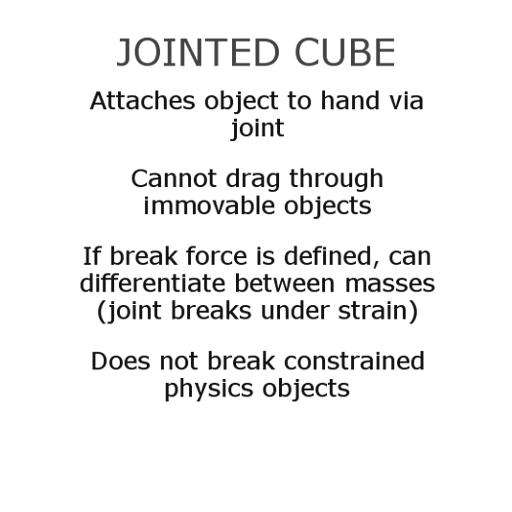 JOINTED CUBE
Attaches object to hand via
joint
Cannot drag through
immovable objects
If break force is defined, can
differentiate between masses
(joint breaks under strain)
Does not break constrained
physics objects